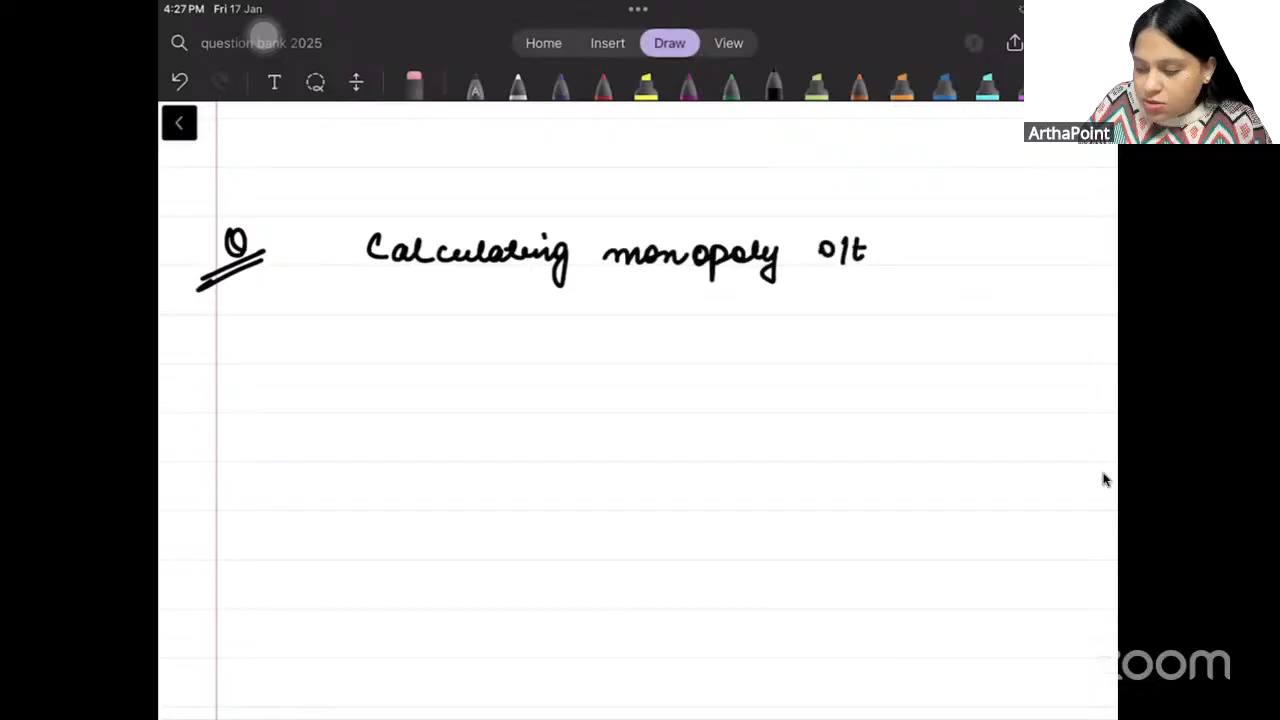 4:27 PM Fri 17 Jan
question bank 2025
Home Insert Draw View
T
A
ArthaPoint
Q Calculating monopoly o/t
zoom